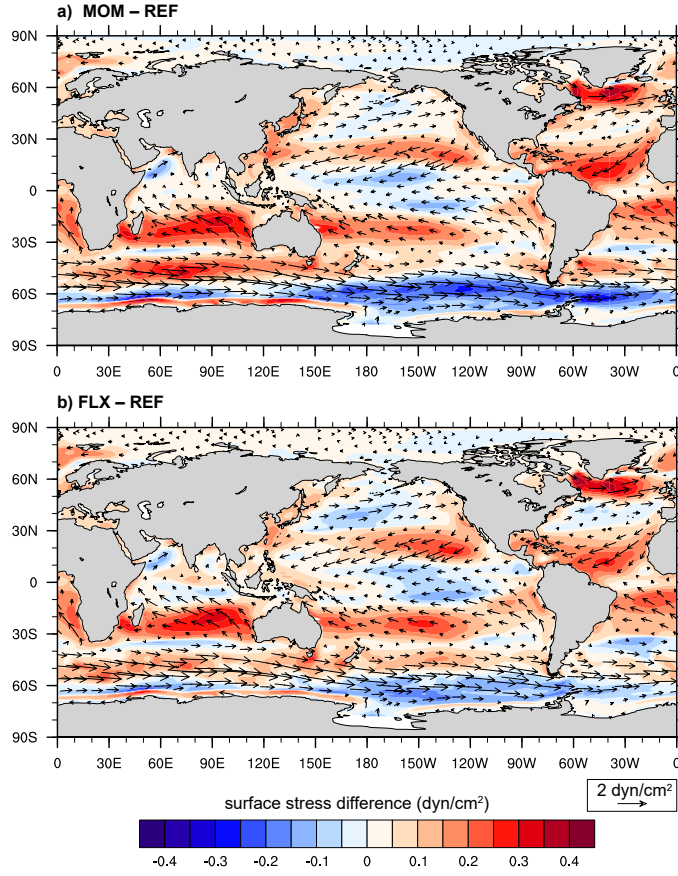 a) MOM – REF
90N
60N
30N
0
30S
60S
90S
0 30E 60E 90E 120E 150E 180 150W 120W 90W 60W 30W 0
b) FLX – REF
90N
60N
30N
0
30S
60S
90S
0 30E 60E 90E 120E 150E 180 150W 120W 90W 60W 30W 0
2 dyn/cm²
surface stress difference (dyn/cm²)
-0.4 -0.3 -0.2 -0.1 0 0.1 0.2 0.3 0.4